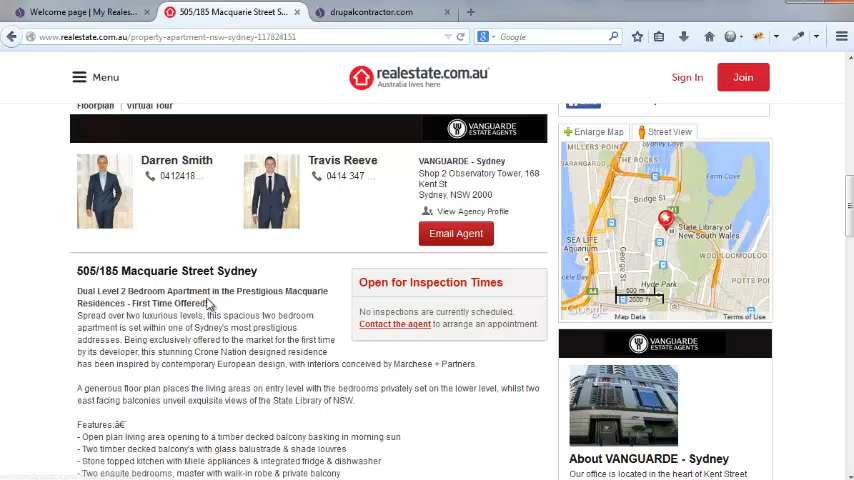 Welcome page | My Reales...
505/185 Macquarie Street S...
drupalcontractor.com
www.realestate.com.au/property-apartment-nsw-sydney-117824151
Google
Menu
realestate.com.au
Australia lives here
Sign In
Join
Floorplan
Virtual Tour
VANGUARDE
ESTATE AGENTS
Darren Smith
0412418...
Travis Reeve
0414 347 ...
VANGUARDE - Sydney
Shop 2 Observatory Tower, 168
Kent St
Sydney, NSW 2000
View Agency Profile
Email Agent
505/185 Macquarie Street Sydney
Dual Level 2 Bedroom Apartment in the Prestigious Macquarie
Residences - First Time Offered!
Spread over two luxurious levels, this spacious two bedroom
apartment is set within one of Sydney's most prestigious
addresses. Being exclusively offered to the market for the first time
by its developer, this stunning Crone Nation designed residence
has been inspired by contemporary European design, with interiors conceived by Marchese + Partners.
A generous floor plan places the living areas on entry level with the bedrooms privately set on the lower level, whilst two
east facing balconies unveil exquisite views of the State Library of NSW.
Features:â€¨
- Open plan living area opening to a timber decked balcony basking in morning sun
- Two timber decked balcony's with glass balustrade & shade louvres
- Stone topped kitchen with Miele appliances & integrated fridge & dishwasher
- Two ensuite bedrooms, master with walk-in robe & private balcony
Open for Inspection Times
No inspections are currently scheduled.
Contact the agent to arrange an appointment.
Enlarge Map
Street View
MILLERS POINT
BARANGAROO
THE ROCKS
Farm Cove
Bridge St
State Library of
New South Wales
SEA LIFE
Aquarium
George St
WOOLLOOMOOLOO
Hyde Park
POTTS PO
Cockle Bay
500 m
2000 ft
Google
Map Data
Terms of Use
VANGUARDE
ESTATE AGENTS
About VANGUARDE - Sydney
Our office is located in the heart of Kent Street